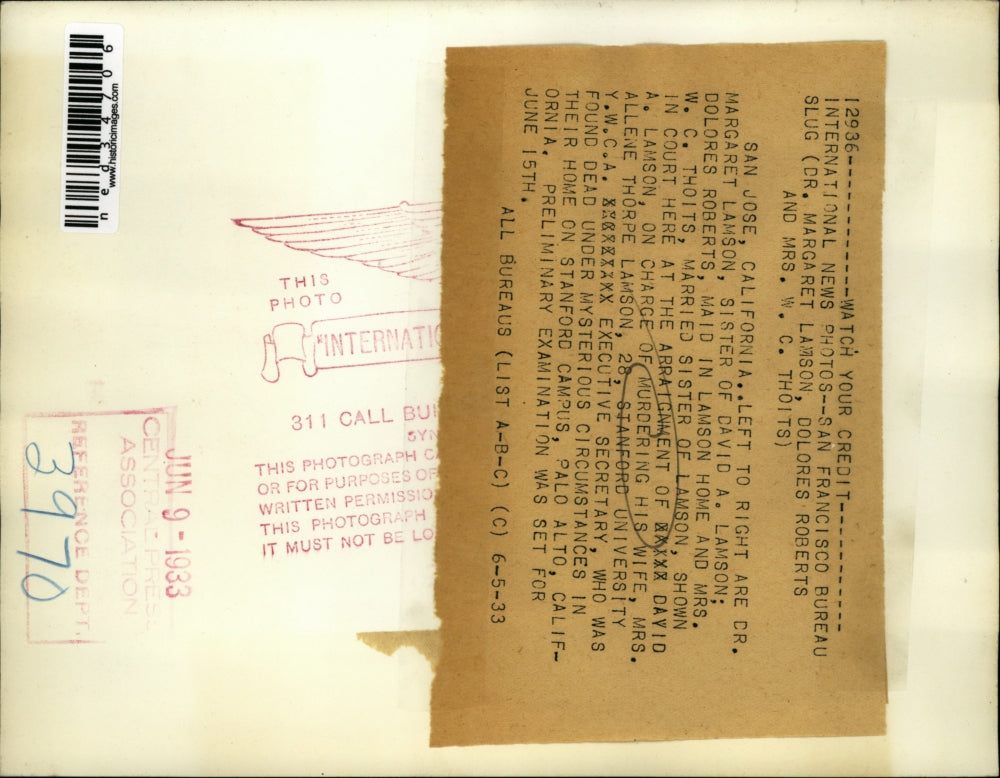 12936------------WATCH YOUR CREDIT------------
INTERNATIONAL NEWS PHOTOS--SAN FRANCISCO BUREAU
SLUG (DR. MARGARET LAMSON, DOLORES ROBERTS
AND MRS. W. C. THOITS)
SAN JOSE, CALIFORNIA..LEFT TO RIGHT ARE DR.
MARGARET LAMSON, SISTER OF DAVID A. LAMSON;
DOLORES ROBERTS, MAID IN LAMSON HOME AND MRS.
W. C. THOITS, MARRIED SISTER OF LAMSON, SHOWN
IN COURT HERE AT THE ARRAIGNMENT OF XXXX DAVID
A. LAMSON, ON CHARGE OF MURDERING HIS WIFE, MRS.
ALLENE THORPE LAMSON, 28, STANFORD UNIVERSITY
Y.W.C.A. XXXXXXXX EXECUTIVE SECRETARY, WHO WAS
FOUND DEAD UNDER MYSTERIOUS CIRCUMSTANCES IN
THEIR HOME ON STANFORD CAMPUS, PALO ALTO, CALIF-
ORNIA. PRELIMINARY EXAMINATION WAS SET FOR
JUNE 15TH.
ALL BUREAUS (LIST A-B-C) (C) 6-5-33
THIS
PHOTO
"INTERNATIO
311 CALL BUI
SYN
THIS PHOTOGRAPH CA
OR FOR PURPOSES OF
WRITTEN PERMISSIO
THIS PHOTOGRAPH
IT MUST NOT BE LO
CENTRAL PRESS
ASSOCIATION
JUN 9 - 1933
REFERENCE DEPT.
3970
ned34706
www.historicimages.com